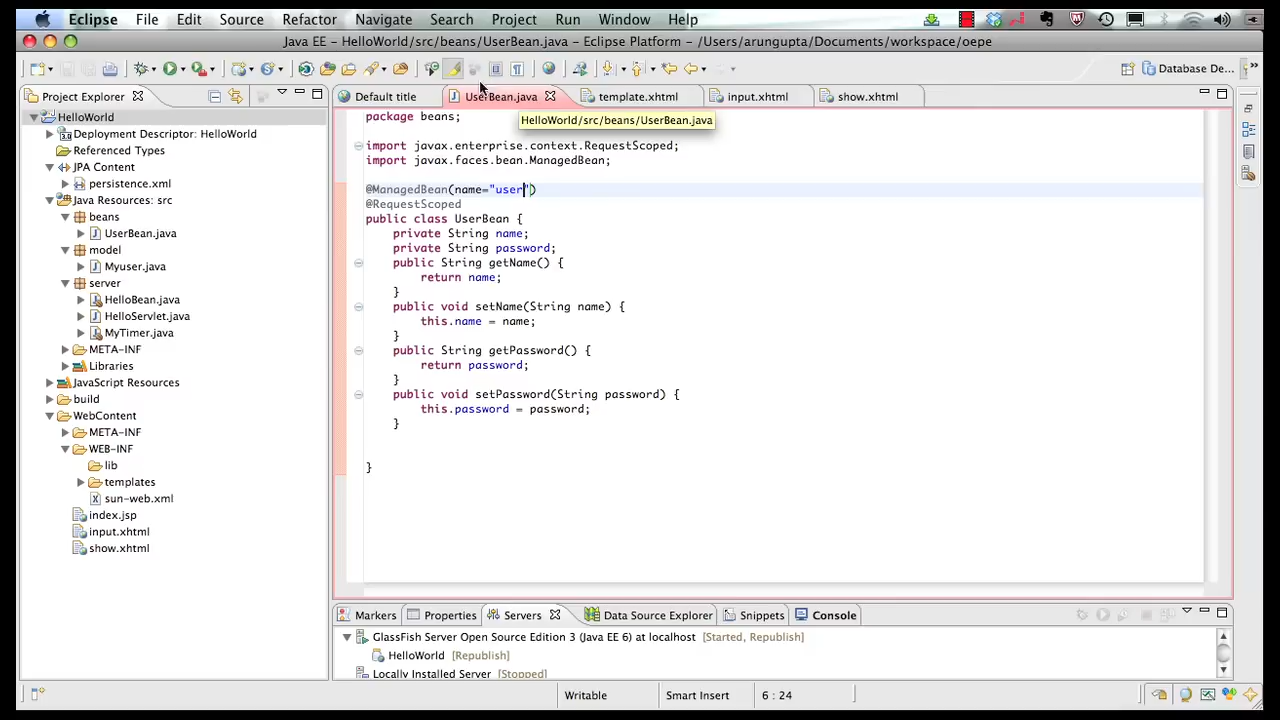 Eclipse File Edit Source Refactor Navigate Search Project Run Window Help
Java EE - HelloWorld/src/beans/UserBean.java - Eclipse Platform - /Users/arungupta/Documents/workspace/oepe
Database De...
Project Explorer
Default title
UserBean.java
template.xhtml
input.xhtml
show.xhtml
HelloWorld/src/beans/UserBean.java
HelloWorld
Deployment Descriptor: HelloWorld
Referenced Types
JPA Content
persistence.xml
Java Resources: src
beans
UserBean.java
model
Myuser.java
server
HelloBean.java
HelloServlet.java
MyTimer.java
META-INF
Libraries
JavaScript Resources
build
WebContent
META-INF
WEB-INF
lib
templates
sun-web.xml
index.jsp
input.xhtml
show.xhtml
package beans;
import javax.enterprise.context.RequestScoped;
import javax.faces.bean.ManagedBean;
@ManagedBean(name="user")
@RequestScoped
public class UserBean {
private String name;
private String password;
public String getName() {
return name;
}
public void setName(String name) {
this.name = name;
}
public String getPassword() {
return password;
}
public void setPassword(String password) {
this.password = password;
}
}
Markers
Properties
Servers
Data Source Explorer
Snippets
Console
GlassFish Server Open Source Edition 3 (Java EE 6) at localhost [Started, Republish]
HelloWorld [Republish]
Locally Installed Server [Stopped]
Writable
Smart Insert
6 : 24